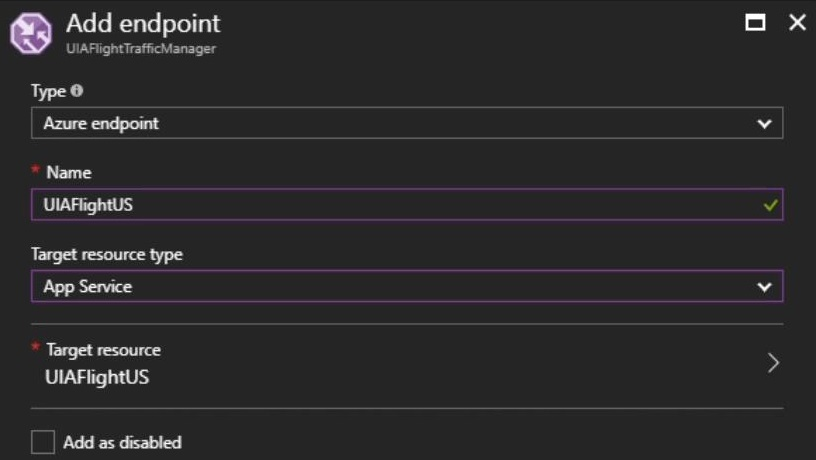 Add endpoint
UIAFlightTrafficManager
Type
Azure endpoint
* Name
UIAFlightUS
Target resource type
App Service
* Target resource
UIAFlightUS
Add as disabled